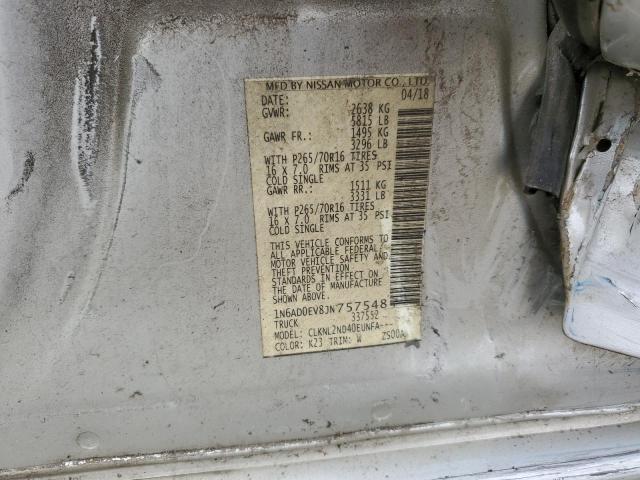 MFD BY NISSAN MOTOR CO., LTD.
DATE: 04/18
GVWR: 2638 KG
5815 LB
GAWR FR.: 1495 KG
3296 LB
WITH P265/70R16 TIRES
16 X 7.0 RIMS AT 35 PSI
COLD SINGLE
GAWR RR.: 1511 KG
3331 LB
WITH P265/70R16 TIRES
16 X 7.0 RIMS AT 35 PSI
COLD SINGLE
THIS VEHICLE CONFORMS TO
ALL APPLICABLE FEDERAL
MOTOR VEHICLE SAFETY AND
THEFT PREVENTION
STANDARDS IN EFFECT ON
THE DATE OF MANUFACTURE
SHOWN ABOVE.
1N6AD0EV8JN757548
TRUCK 337552
MODEL: CLKNL2ND40EUNFA---
COLOR: K23 TRIM: W ZS00A